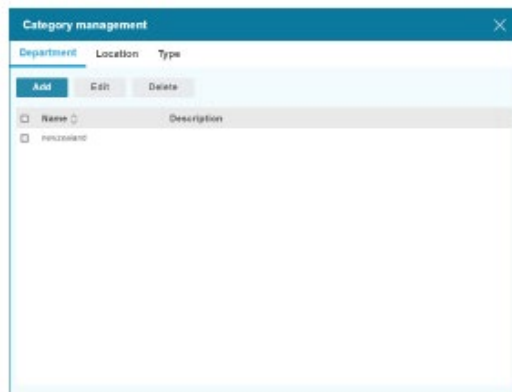 Category management
Department Location Type
Add Edit Delete
Name Description
newzealand